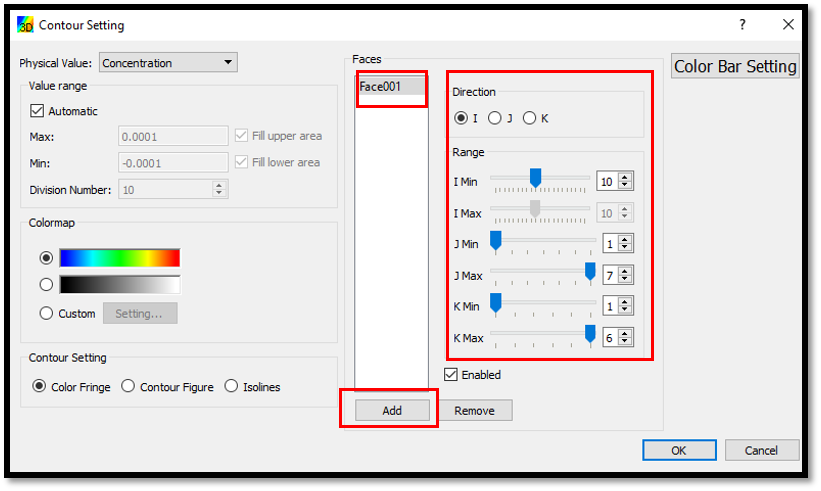 3D Contour Setting ?
Physical Value: Concentration
Value range
Automatic
Max: 0.0001 Fill upper area
Min: -0.0001 Fill lower area
Division Number: 10
Colormap
Custom Setting...
Contour Setting
Color Fringe Contour Figure Isolines
Faces
Face001
Add Remove
Direction
I J K
Range
I Min 10
I Max 10
J Min 1
J Max 7
K Min 1
K Max 6
Enabled
Color Bar Setting
OK Cancel